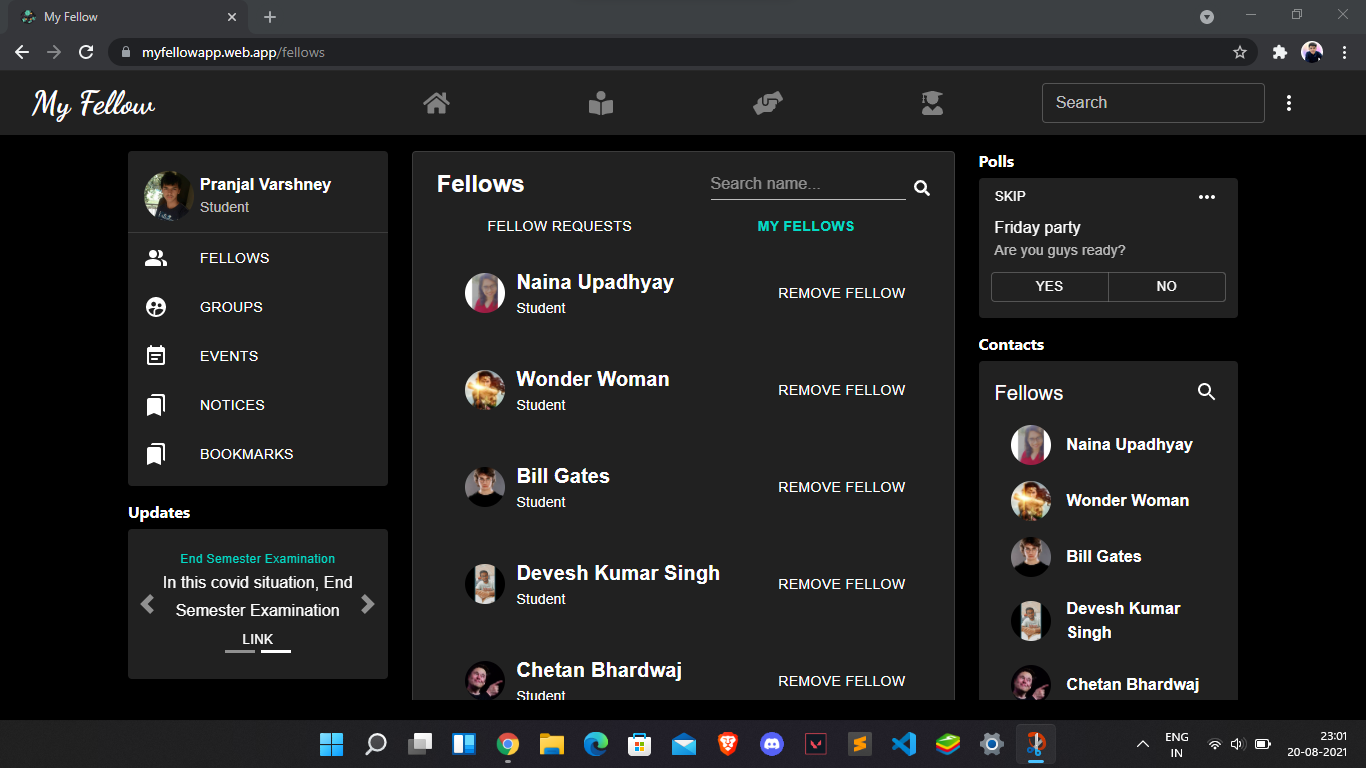 My Fellow
myfellowapp.web.app/fellows
My Fellow
Search
Pranjal Varshney
Student
FELLOWS
GROUPS
EVENTS
NOTICES
BOOKMARKS
Updates
End Semester Examination
In this covid situation, End
Semester Examination
LINK
Fellows
Search name...
FELLOW REQUESTS
MY FELLOWS
Naina Upadhyay
Student
REMOVE FELLOW
Wonder Woman
Student
REMOVE FELLOW
Bill Gates
Student
REMOVE FELLOW
Devesh Kumar Singh
Student
REMOVE FELLOW
Chetan Bhardwaj
Student
REMOVE FELLOW
Polls
SKIP
Friday party
Are you guys ready?
YES
NO
Contacts
Fellows
Naina Upadhyay
Wonder Woman
Bill Gates
Devesh Kumar
Singh
Chetan Bhardwaj
ENG
IN
23:01
20-08-2021